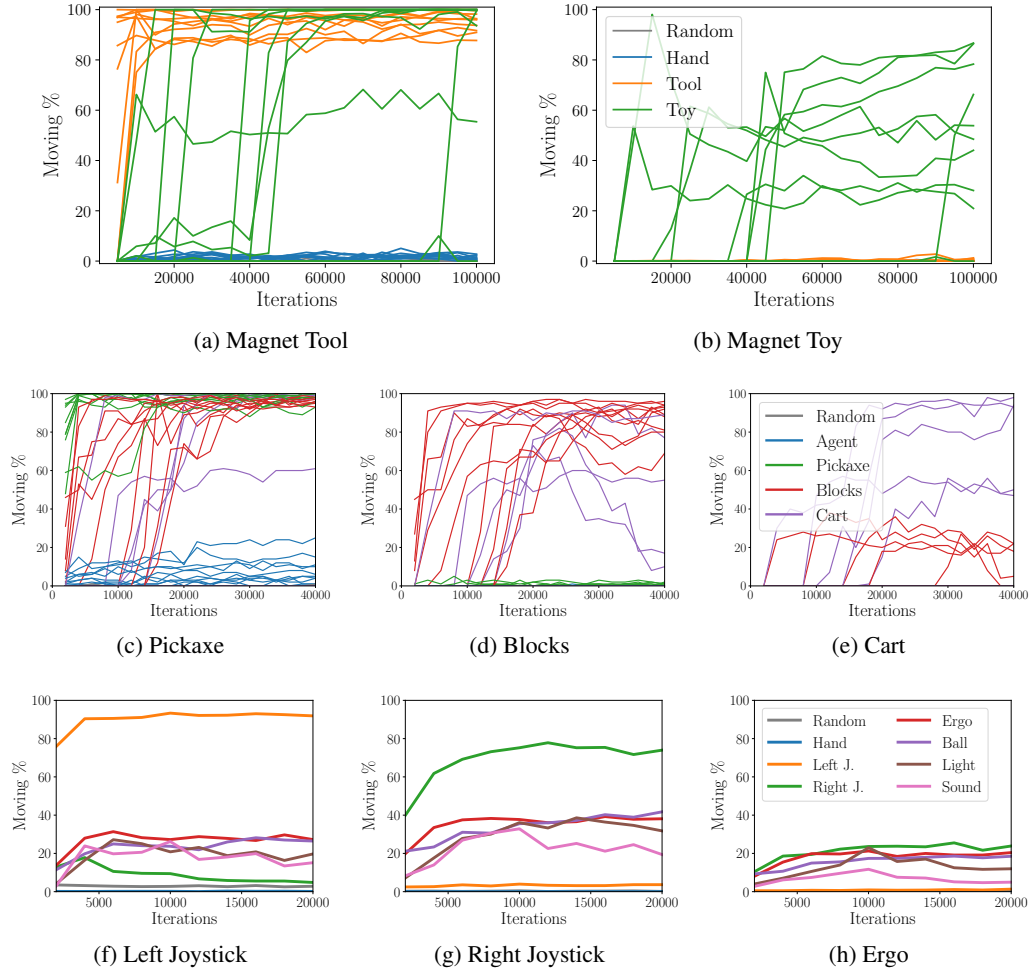 100
80
60
40
20
0
Moving %
20000 40000 60000 80000 100000
Iterations
(a) Magnet Tool
100
80
60
40
20
0
Moving %
Random
Hand
Tool
Toy
20000 40000 60000 80000 100000
Iterations
(b) Magnet Toy
100
80
60
40
20
0
Moving %
10000 20000 30000 40000
Iterations
(c) Pickaxe
100
80
60
40
20
0
Moving %
0 10000 20000 30000 40000
Iterations
(d) Blocks
100
80
60
40
20
0
Moving %
Random
Agent
Pickaxe
Blocks
Cart
0 10000 20000 30000 40000
Iterations
(e) Cart
100
80
60
40
20
0
Moving %
5000 10000 15000 20000
Iterations
(f) Left Joystick
100
80
60
40
20
0
Moving %
5000 10000 15000 20000
Iterations
(g) Right Joystick
100
80
60
40
20
0
Moving %
Random Ergo
Hand Ball
Left J. Light
Right J. Sound
5000 10000 15000 20000
Iterations
(h) Ergo